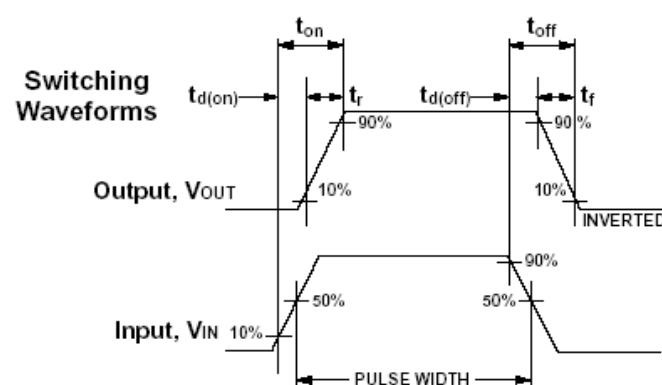 ton
toff
Switching
Waveforms
td(on)
tr
td(off)
tf
90%
90%
Output, VOUT
10%
10%
INVERTED
90%
50%
50%
Input, VIN
10%
PULSE WIDTH